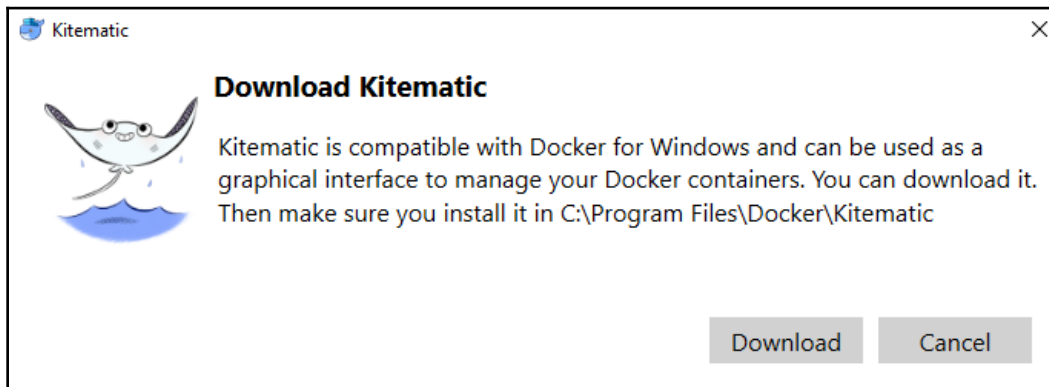 Kitematic
Download Kitematic
Kitematic is compatible with Docker for Windows and can be used as a
graphical interface to manage your Docker containers. You can download it.
Then make sure you install it in C:\Program Files\Docker\Kitematic
Download Cancel